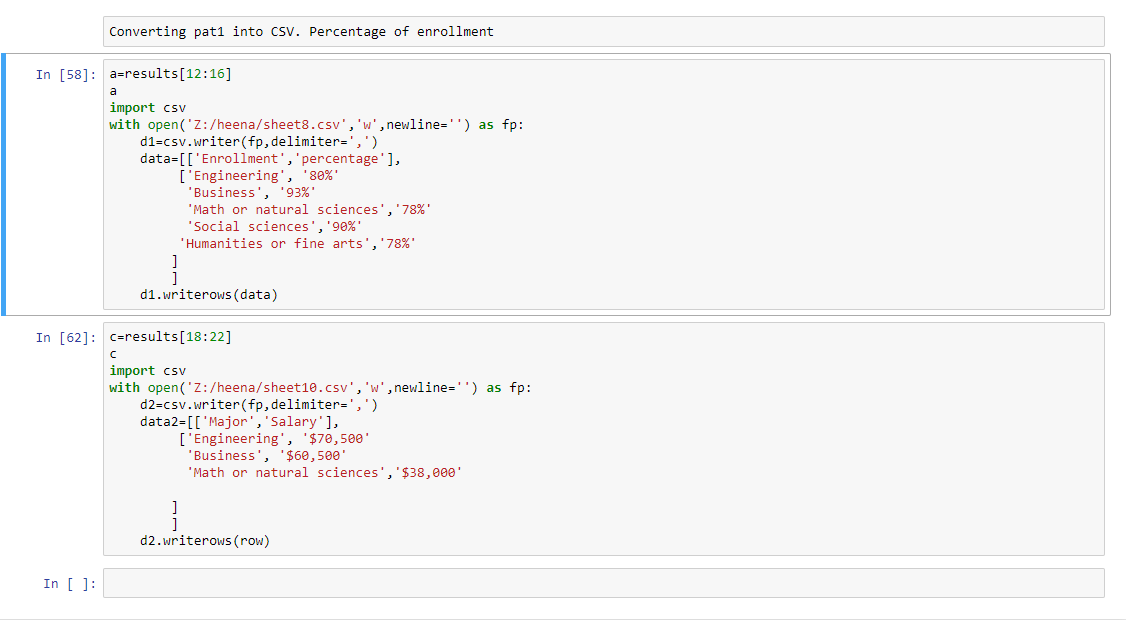 Converting pat1 into CSV. Percentage of enrollment
In [58]: a=results[12:16]
a
import csv
with open('Z:/heena/sheet8.csv','w',newline='') as fp:
    d1=csv.writer(fp,delimiter=',')
    data=[['Enrollment','percentage'],
         ['Engineering', '80%'
          'Business', '93%'
          'Math or natural sciences','78%'
          'Social sciences','90%'
         'Humanities or fine arts','78%'
        ]
        ]
    d1.writerows(data)
In [62]: c=results[18:22]
c
import csv
with open('Z:/heena/sheet10.csv','w',newline='') as fp:
    d2=csv.writer(fp,delimiter=',')
    data2=[['Major','Salary'],
         ['Engineering', '$70,500'
          'Business', '$60,500'
          'Math or natural sciences','$38,000'
        ]
        ]
    d2.writerows(row)
In [ ]: